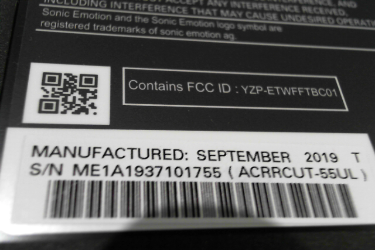 INCLUDING INTERFERENCE THAT MAY CAUSE UNDESIRED
Sonic Emotion and the Sonic Emotion logo symbol are
registered trademarks of sonic emotion ag.
Contains FCC ID : YZP-ETWFFTBC01
MANUFACTURED: SEPTEMBER 2019 T
S/N ME1A1937101755 (ACRRCUT-55UL)